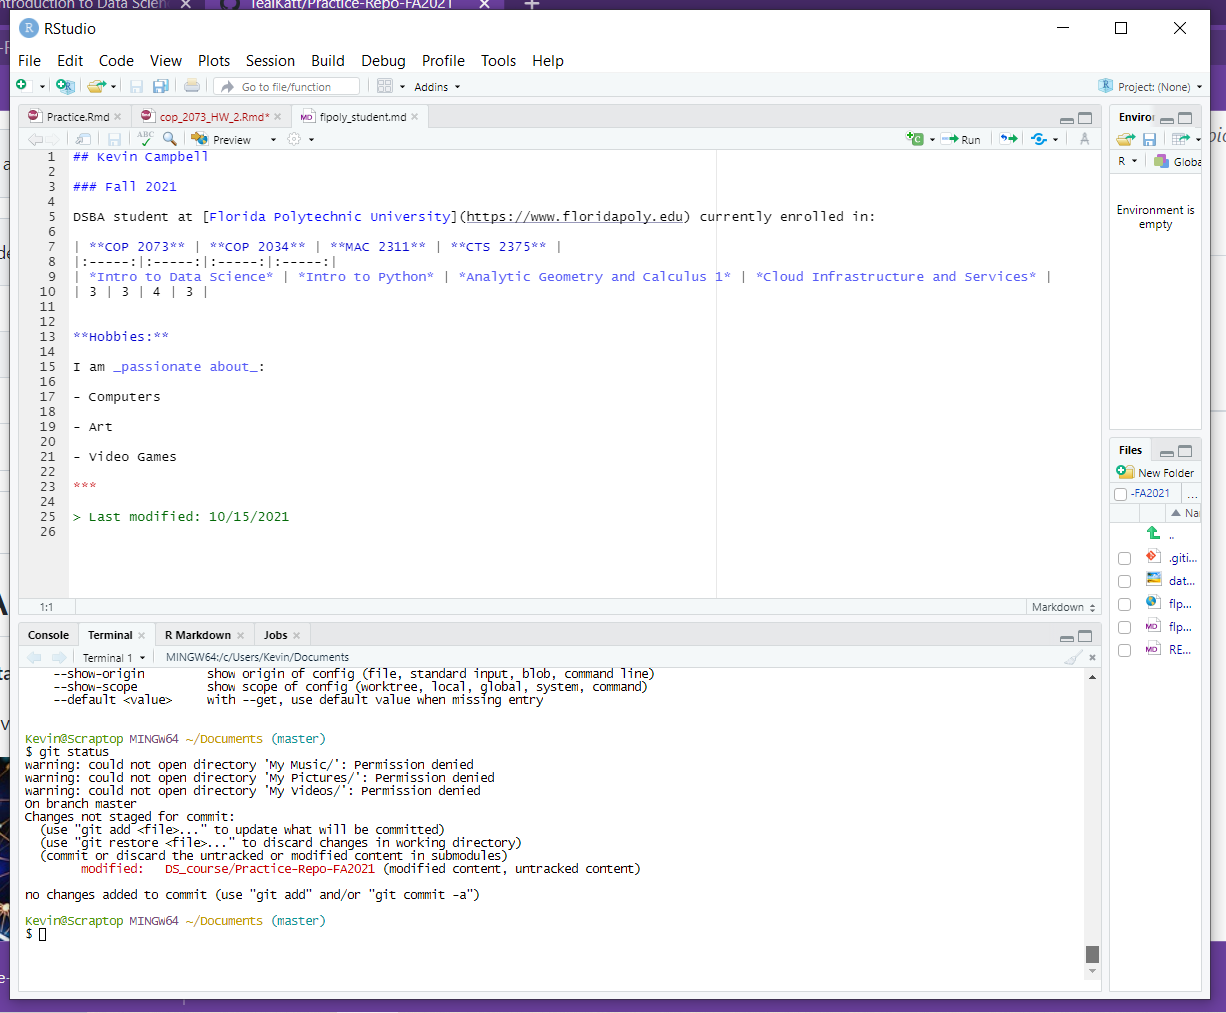 ntroduction to Data Scien
TealKatt/Practice-Repo-FA2021
RStudio
File Edit Code View Plots Session Build Debug Profile Tools Help
Go to file/function
Addins
Project: (None)
Practice.Rmd
cop_2073_HW_2.Rmd*
flpoly_student.md
Preview
Run
1 ## Kevin Campbell
2
3 ### Fall 2021
4
5 DSBA student at [Florida Polytechnic University](https://www.floridapoly.edu) currently enrolled in:
6
7 | **COP 2073** | **COP 2034** | **MAC 2311** | **CTS 2375** |
8 |:-----:|:-----:|:-----:|:-----:|
9 | *Intro to Data Science* | *Intro to Python* | *Analytic Geometry and Calculus 1* | *Cloud Infrastructure and Services* |
10 | 3 | 3 | 4 | 3 |
11
12
13 **Hobbies:**
14
15 I am _passionate about_:
16
17 - Computers
18
19 - Art
20
21 - Video Games
22
23 ***
24
25 > Last modified: 10/15/2021
26
1:1
Markdown
Console Terminal R Markdown Jobs
Terminal 1 MINGW64:/c/Users/Kevin/Documents
--show-origin show origin of config (file, standard input, blob, command line)
--show-scope show scope of config (worktree, local, global, system, command)
--default <value> with --get, use default value when missing entry
Kevin@Scraptop MINGW64 ~/Documents (master)
$ git status
warning: could not open directory 'My Music/': Permission denied
warning: could not open directory 'My Pictures/': Permission denied
warning: could not open directory 'My Videos/': Permission denied
On branch master
Changes not staged for commit:
(use "git add <file>..." to update what will be committed)
(use "git restore <file>..." to discard changes in working directory)
(commit or discard the untracked or modified content in submodules)
modified: DS_course/Practice-Repo-FA2021 (modified content, untracked content)
no changes added to commit (use "git add" and/or "git commit -a")
Kevin@Scraptop MINGW64 ~/Documents (master)
$
Enviro
R Globa
Environment is
empty
Files
New Folder
-FA2021 ...
Na
..
.giti...
dat...
flp...
flp...
RE...